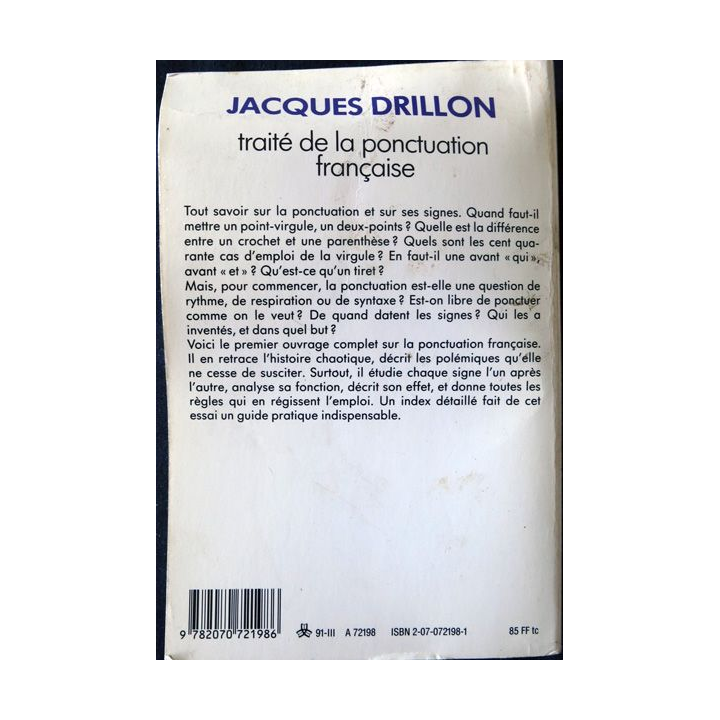 JACQUES DRILLON
traité de la ponctuation
française
Tout savoir sur la ponctuation et sur ses signes. Quand faut-il
mettre un point-virgule, un deux-points ? Quelle est la différence
entre un crochet et une parenthèse ? Quels sont les cent qua-
rante cas d'emploi de la virgule ? En faut-il une avant « qui »,
avant « et » ? Qu'est-ce qu'un tiret ?
Mais, pour commencer, la ponctuation est-elle une question de
rythme, de respiration ou de syntaxe ? Est-on libre de ponctuer
comme on le veut ? De quand datent les signes ? Qui les a
inventés, et dans quel but ?
Voici le premier ouvrage complet sur la ponctuation française.
Il en retrace l'histoire chaotique, décrit les polémiques qu'elle
ne cesse de susciter. Surtout, il étudie chaque signe l'un après
l'autre, analyse sa fonction, décrit son effet, et donne toutes les
règles qui en régissent l'emploi. Un index détaillé fait de cet
essai un guide pratique indispensable.
9 782070 721986
91-III A 72198 ISBN 2-07-072198-1 85 FF tc